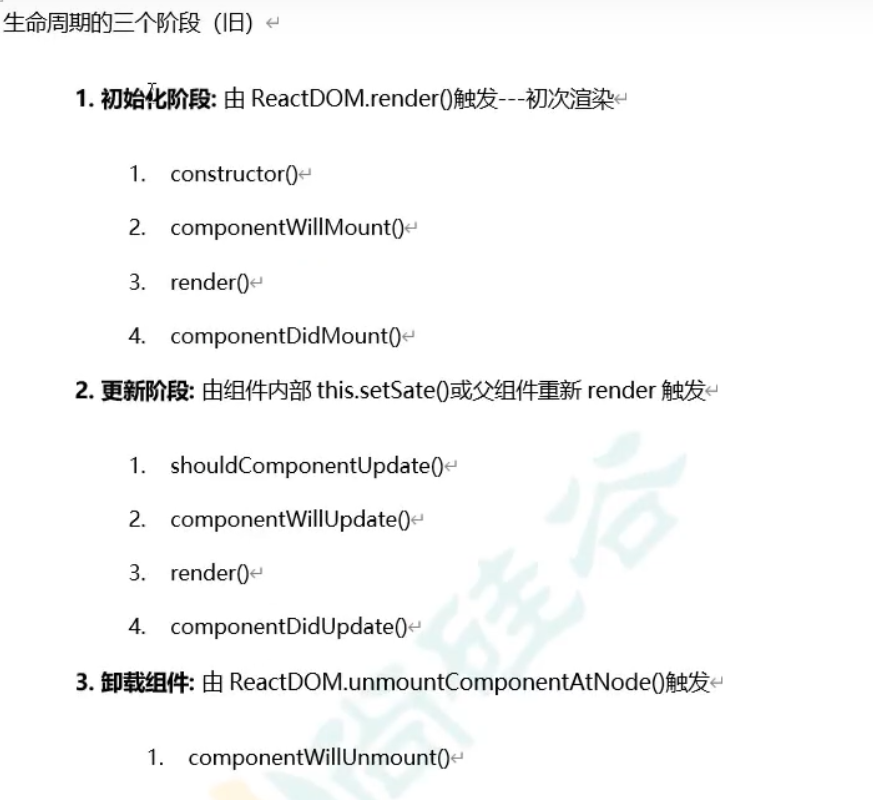 生命周期的三个阶段（旧）
1. 初始化阶段: 由 ReactDOM.render()触发---初次渲染
1. constructor()
2. componentWillMount()
3. render()
4. componentDidMount()
2. 更新阶段: 由组件内部 this.setSate()或父组件重新 render 触发
1. shouldComponentUpdate()
2. componentWillUpdate()
3. render()
4. componentDidUpdate()
3. 卸载组件: 由 ReactDOM.unmountComponentAtNode()触发
1. componentWillUnmount()
尚硅谷